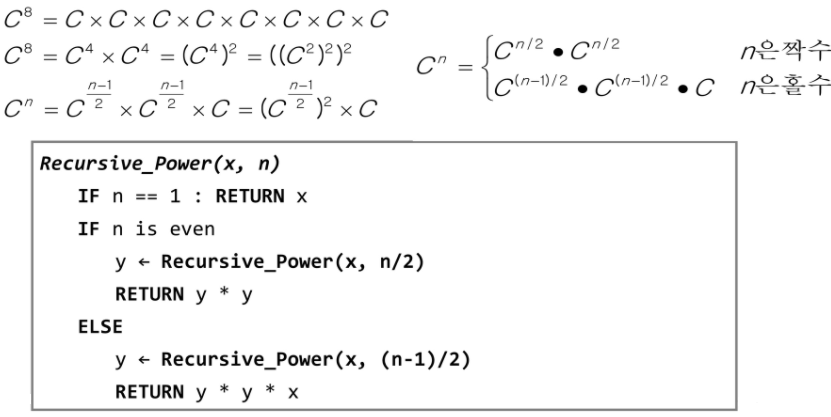 C⁸ = C × C × C × C × C × C × C × C
C⁸ = C⁴ × C⁴ = (C⁴)² = ((C²)²)²
Cⁿ = C^((n-1)/2) × C^((n-1)/2) × C = (C^((n-1)/2))² × C
Cⁿ = { C^(n/2) • C^(n/2) n은 짝수
C^((n-1)/2) • C^((n-1)/2) • C n은 홀수
Recursive_Power(x, n)
IF n == 1 : RETURN x
IF n is even
y ← Recursive_Power(x, n/2)
RETURN y * y
ELSE
y ← Recursive_Power(x, (n-1)/2)
RETURN y * y * x